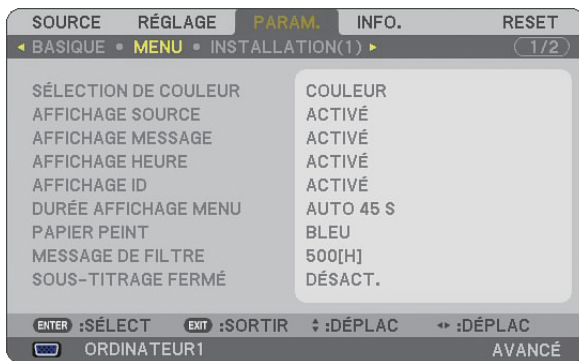 SOURCE RÉGLAGE PARAM. INFO. RESET
BASIQUE • MENU • INSTALLATION(1) 1/2
SÉLECTION DE COULEUR COULEUR
AFFICHAGE SOURCE ACTIVÉ
AFFICHAGE MESSAGE ACTIVÉ
AFFICHAGE HEURE ACTIVÉ
AFFICHAGE ID ACTIVÉ
DURÉE AFFICHAGE MENU AUTO 45 S
PAPIER PEINT BLEU
MESSAGE DE FILTRE 500[H]
SOUS-TITRAGE FERMÉ DÉSACT.
ENTER :SÉLECT EXIT :SORTIR :DÉPLAC :DÉPLAC
ORDINATEUR1 AVANCÉ